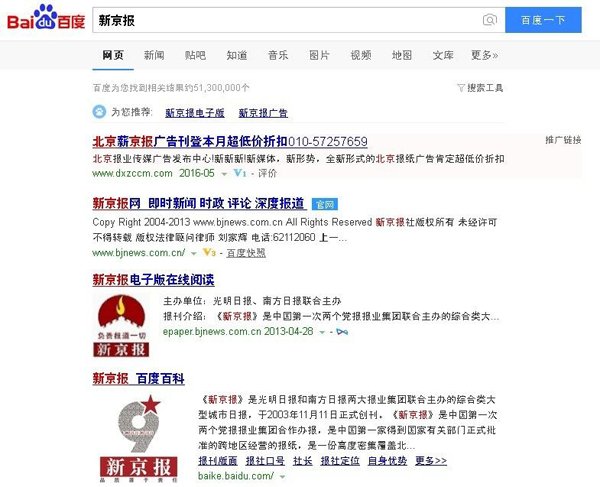 Bai du 百度 新京报 百度一下
网页 新闻 贴吧 知道 音乐 图片 视频 地图 文库 更多»
百度为您找到相关结果约51,300,000个 搜索工具
为您推荐: 新京报电子版 新京报广告
北京薪京报广告刊登本月超低价折扣010-57257659 推广链接
北京报业传媒广告发布中心!新新新!新媒体，新形势，全新形式的北京报纸广告肯定超低价折扣
www.dxzccm.com 2016-05 - V1 - 评价
新京报网 即时新闻 时政 评论 深度报道 官网
Copy Right 2004-2013 www.bjnews.com.cn All Rights Reserved 新京报社版权所有 未经许可
不得转载 版权法律顾问律师 刘家辉 电话:62112060 上一...
www.bjnews.com.cn/ - V3 - 百度快照
新京报电子版在线阅读
主办单位：光明日报、南方日报联合主办
报刊介绍：《新京报》是中国第一次两个党报报业集团联合主办的综合类大...
epaper.bjnews.com.cn 2013-04-28
负责报道一切
新京报
新京报_百度百科
《新京报》是光明日报和南方日报两大报业集团联合主办的综合类大
型城市日报，于2003年11月11日正式创刊，《新京报》是中国第一次
两个党报报业集团合作办报，是中国第一家得到国家有关部门正式批
准的跨地区经营的报纸，是一份高度密集覆盖北...
报刊版面 报社口号 社长 报社定位 自身优势 更多>>
baike.baidu.com/
9
新京报
品质源于责任